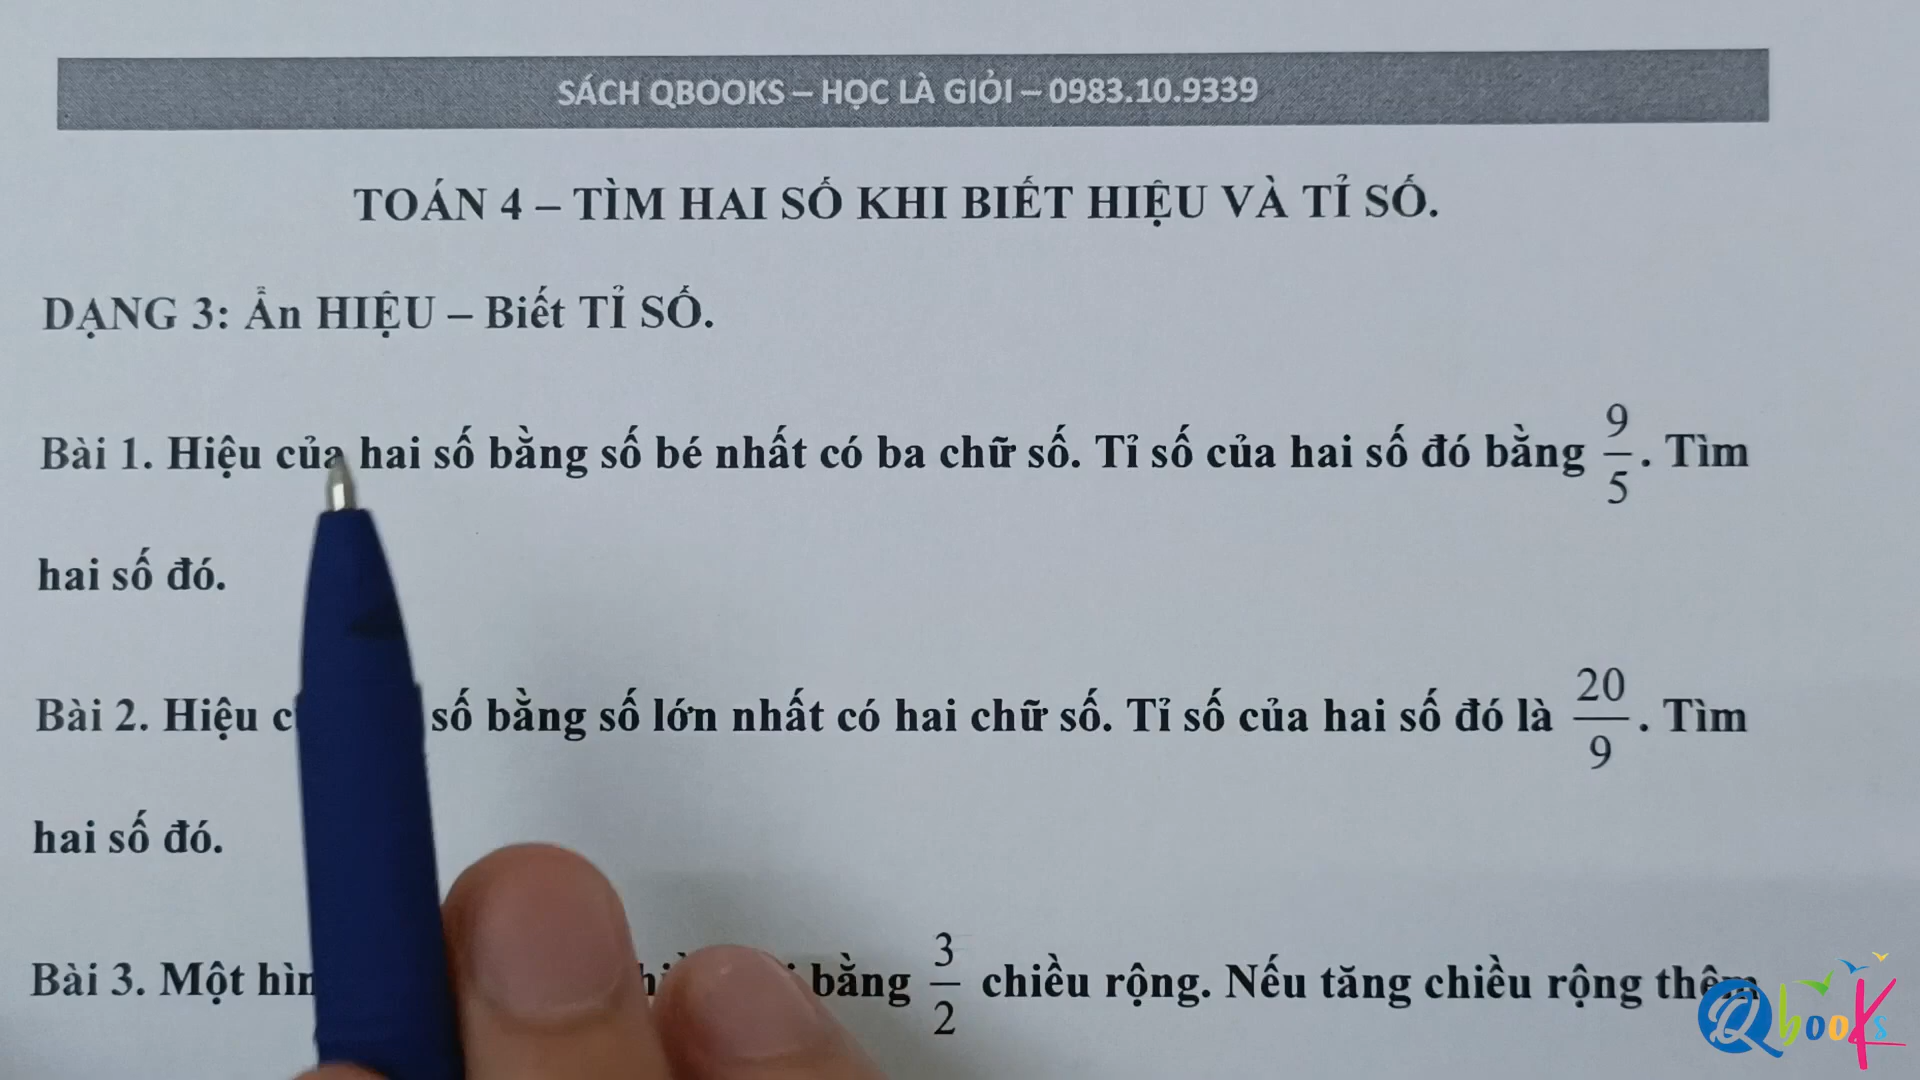 SÁCH QBOOKS – HỌC LÀ GIỎI – 0983.10.9339
TOÁN 4 – TÌM HAI SỐ KHI BIẾT HIỆU VÀ TỈ SỐ.
DẠNG 3: Ẩn HIỆU – Biết TỈ SỐ.
Bài 1. Hiệu của hai số bằng số bé nhất có ba chữ số. Tỉ số của hai số đó bằng 9/5. Tìm
hai số đó.
Bài 2. Hiệu số bằng số lớn nhất có hai chữ số. Tỉ số của hai số đó là 20/9. Tìm
hai số đó.
Bài 3. Một bằng 3/2 chiều rộng. Nếu tăng chiều rộng thêm
Qbooks